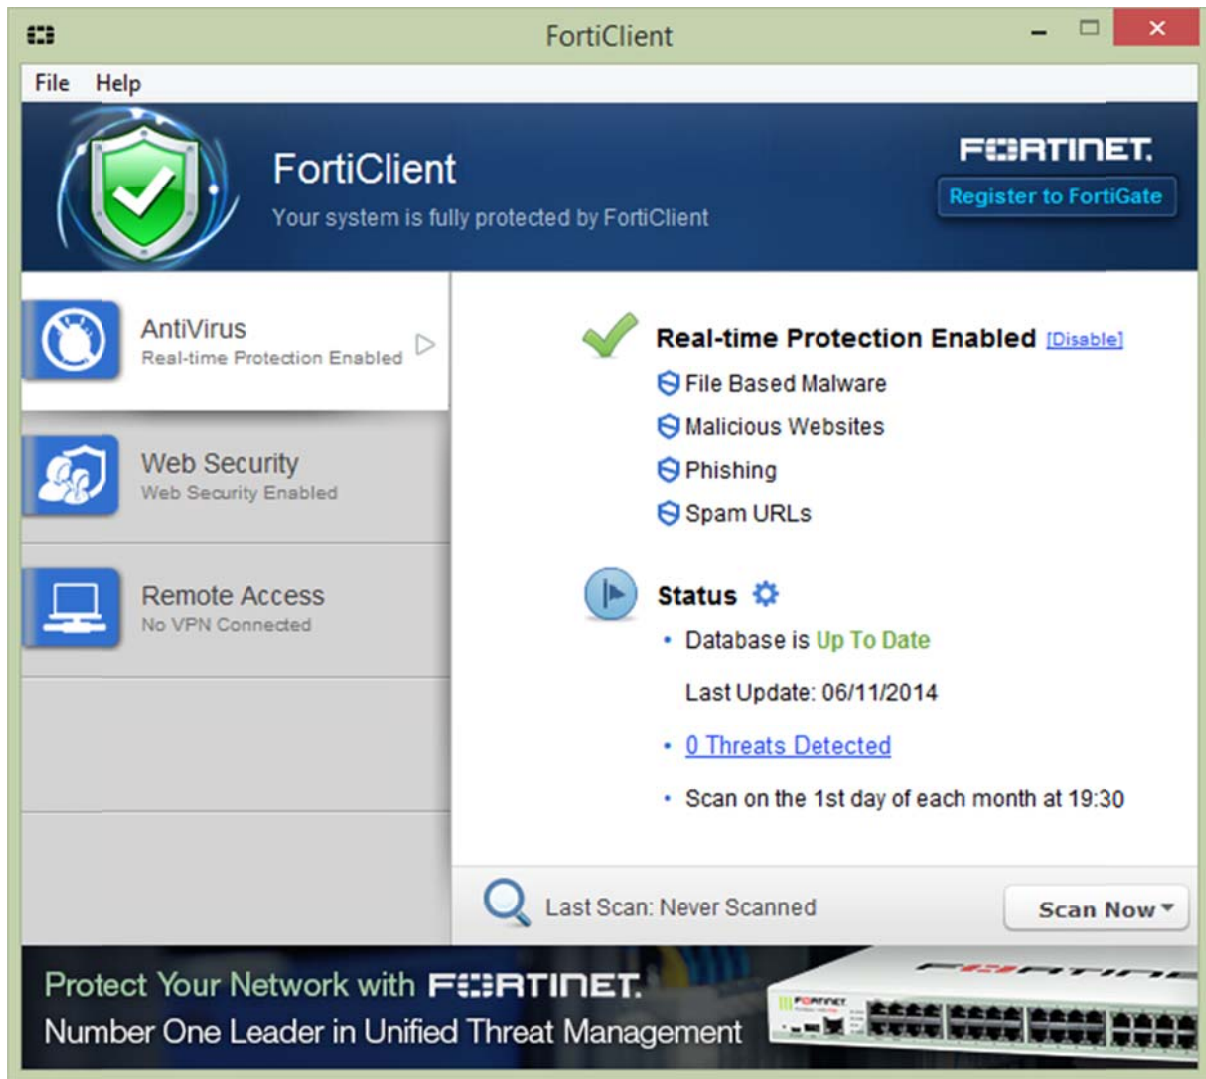 FortiClient
File Help
FortiClient
Your system is fully protected by FortiClient
FORTINET.
Register to FortiGate
AntiVirus
Real-time Protection Enabled
Web Security
Web Security Enabled
Remote Access
No VPN Connected
Real-time Protection Enabled [Disable]
File Based Malware
Malicious Websites
Phishing
Spam URLs
Status
• Database is Up To Date
Last Update: 06/11/2014
• 0 Threats Detected
• Scan on the 1st day of each month at 19:30
Last Scan: Never Scanned
Scan Now
Protect Your Network with FORTINET.
Number One Leader in Unified Threat Management
FORTINET